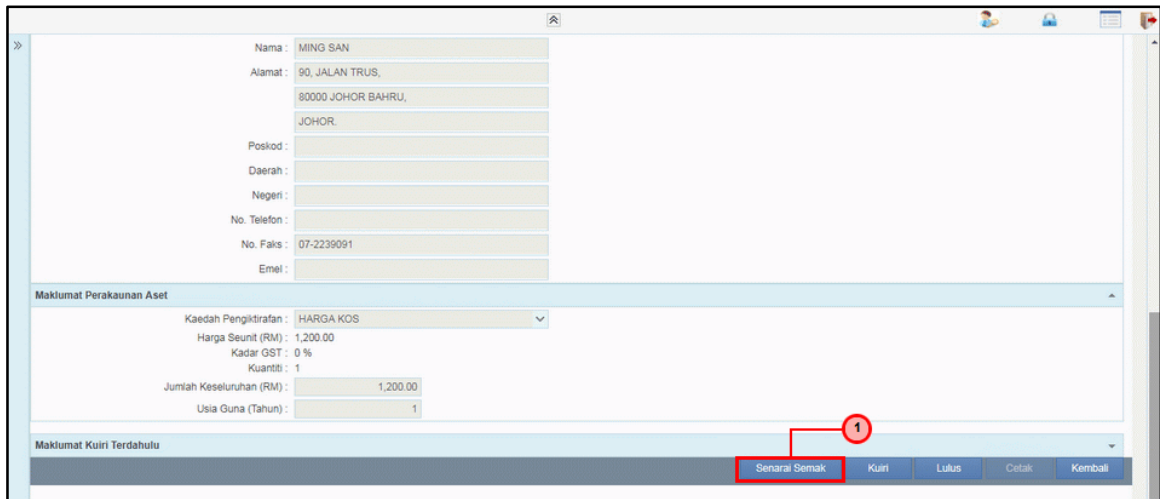 Nama : MING SAN
Alamat : 90, JALAN TRUS,
80000 JOHOR BAHRU,
JOHOR.
Poskod :
Daerah :
Negeri :
No. Telefon :
No. Faks : 07-2239091
Emel :
Maklumat Perakaunan Aset
Kaedah Pengiktirafan : HARGA KOS
Harga Seunit (RM) : 1,200.00
Kadar GST : 0 %
Kuantiti : 1
Jumlah Keseluruhan (RM) : 1,200.00
Usia Guna (Tahun) : 1
1
Maklumat Kuiri Terdahulu
Senarai Semak Kuiri Lulus Cetak Kembali